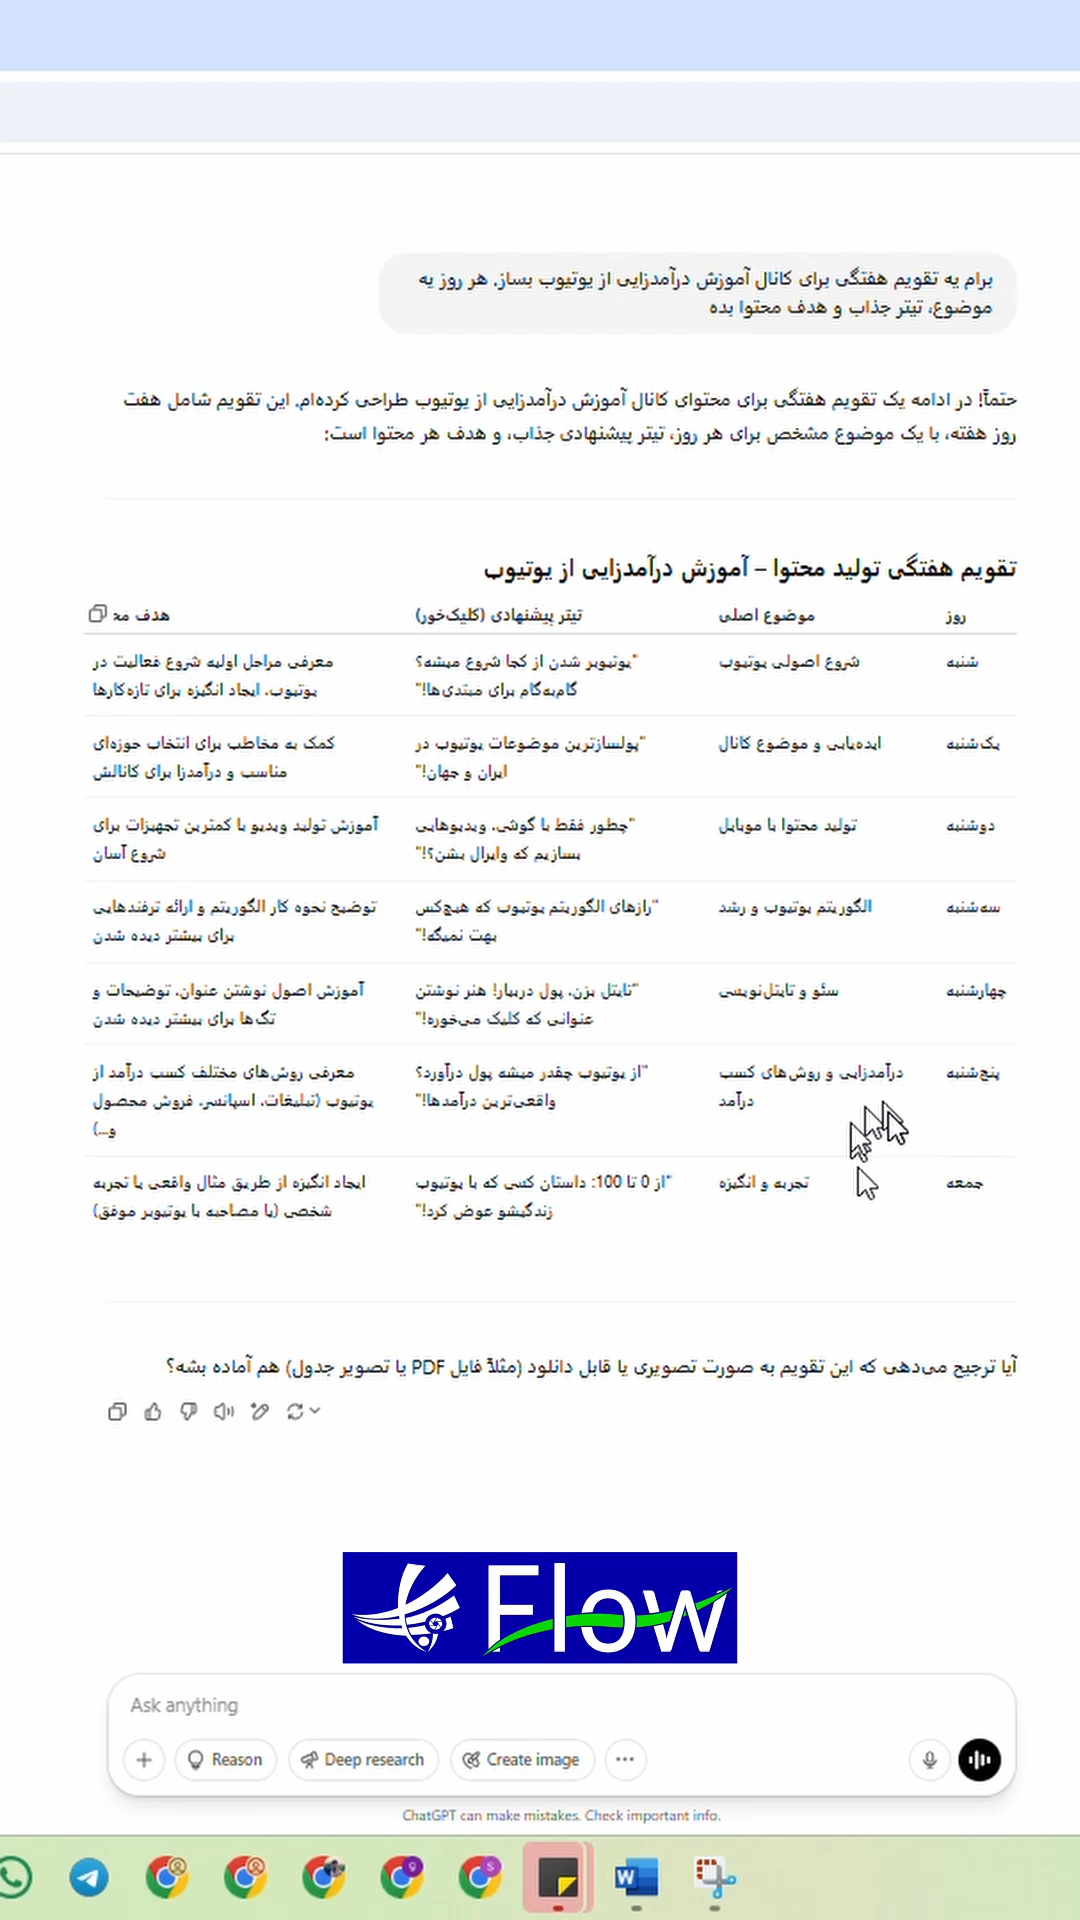 برام یه تقویم هفتگی برای کانال آموزش درآمدزایی از یوتیوب بساز. هر روز یه
موضوع، تیتر جذاب و هدف محتوا بده
حتماً! در ادامه یک تقویم هفتگی برای محتوای کانال آموزش درآمدزایی از یوتیوب طراحی کرده‌ام. این تقویم شامل هفت
روز هفته، با یک موضوع مشخص برای هر روز، تیتر پیشنهادی جذاب، و هدف هر محتوا است:
تقویم هفتگی تولید محتوا – آموزش درآمدزایی از یوتیوب
روز موضوع اصلی تیتر پیشنهادی (کلیک‌خور) هدف مح
شنبه شروع اصولی یوتیوب "یوتیوبر شدن از کجا شروع میشه؟ معرفی مراحل اولیه شروع فعالیت در
گام‌به‌گام برای مبتدی‌ها!" یوتیوب، ایجاد انگیزه برای تازه‌کارها
یک‌شنبه ایده‌یابی و موضوع کانال "پولسازترین موضوعات یوتیوب در کمک به مخاطب برای انتخاب حوزه‌ای
ایران و جهان!" مناسب و درآمدزا برای کانالش
دوشنبه تولید محتوا با موبایل "چطور فقط با گوشی، ویدیوهایی آموزش تولید ویدیو با کمترین تجهیزات برای
بسازیم که وایرال بشن؟!" شروع آسان
سه‌شنبه الگوریتم یوتیوب و رشد "رازهای الگوریتم یوتیوب که هیچ‌کس توضیح نحوه کار الگوریتم و ارائه ترفندهایی
بهت نمیگه!" برای بیشتر دیده شدن
چهارشنبه سئو و تایتل‌نویسی "تایتل بزن، پول دربیار! هنر نوشتن آموزش اصول نوشتن عنوان، توضیحات و
عنوانی که کلیک می‌خوره!" تگ‌ها برای بیشتر دیده شدن
پنج‌شنبه درآمدزایی و روش‌های کسب "از یوتیوب چقدر میشه پول درآورد؟ معرفی روش‌های مختلف کسب درآمد از
درآمد واقعی‌ترین درآمدها!" یوتیوب (تبلیغات، اسپانسر، فروش محصول
و...)
جمعه تجربه و انگیزه "از 0 تا 100: داستان کسی که با یوتیوب ایجاد انگیزه از طریق مثال واقعی یا تجربه
زندگیشو عوض کرد!" شخصی (یا مصاحبه با یوتیوبر موفق)
آیا ترجیح می‌دهی که این تقویم به صورت تصویری یا قابل دانلود (مثلاً فایل PDF یا تصویر جدول) هم آماده بشه؟
Flow
Ask anything
Reason Deep research Create image
ChatGPT can make mistakes. Check important info.